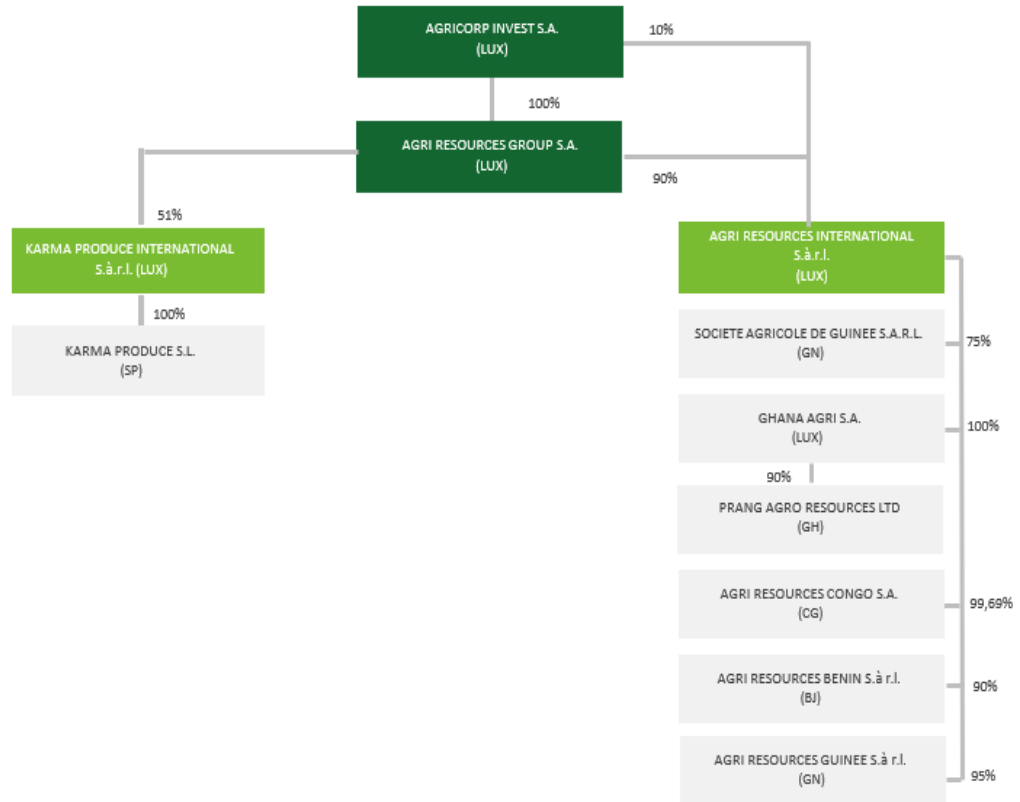 AGRICORP INVEST S.A.
(LUX)
10%
100%
AGRI RESOURCES GROUP S.A.
(LUX)
90%
51%
KARMA PRODUCE INTERNATIONAL
S.à.r.l. (LUX)
100%
KARMA PRODUCE S.L.
(SP)
AGRI RESOURCES INTERNATIONAL
S.à.r.l.
(LUX)
SOCIETE AGRICOLE DE GUINEE S.A.R.L.
(GN)
75%
GHANA AGRI S.A.
(LUX)
100%
90%
PRANG AGRO RESOURCES LTD
(GH)
AGRI RESOURCES CONGO S.A.
(CG)
99,69%
AGRI RESOURCES BENIN S.à r.l.
(BJ)
90%
AGRI RESOURCES GUINEE S.à r.l.
(GN)
95%